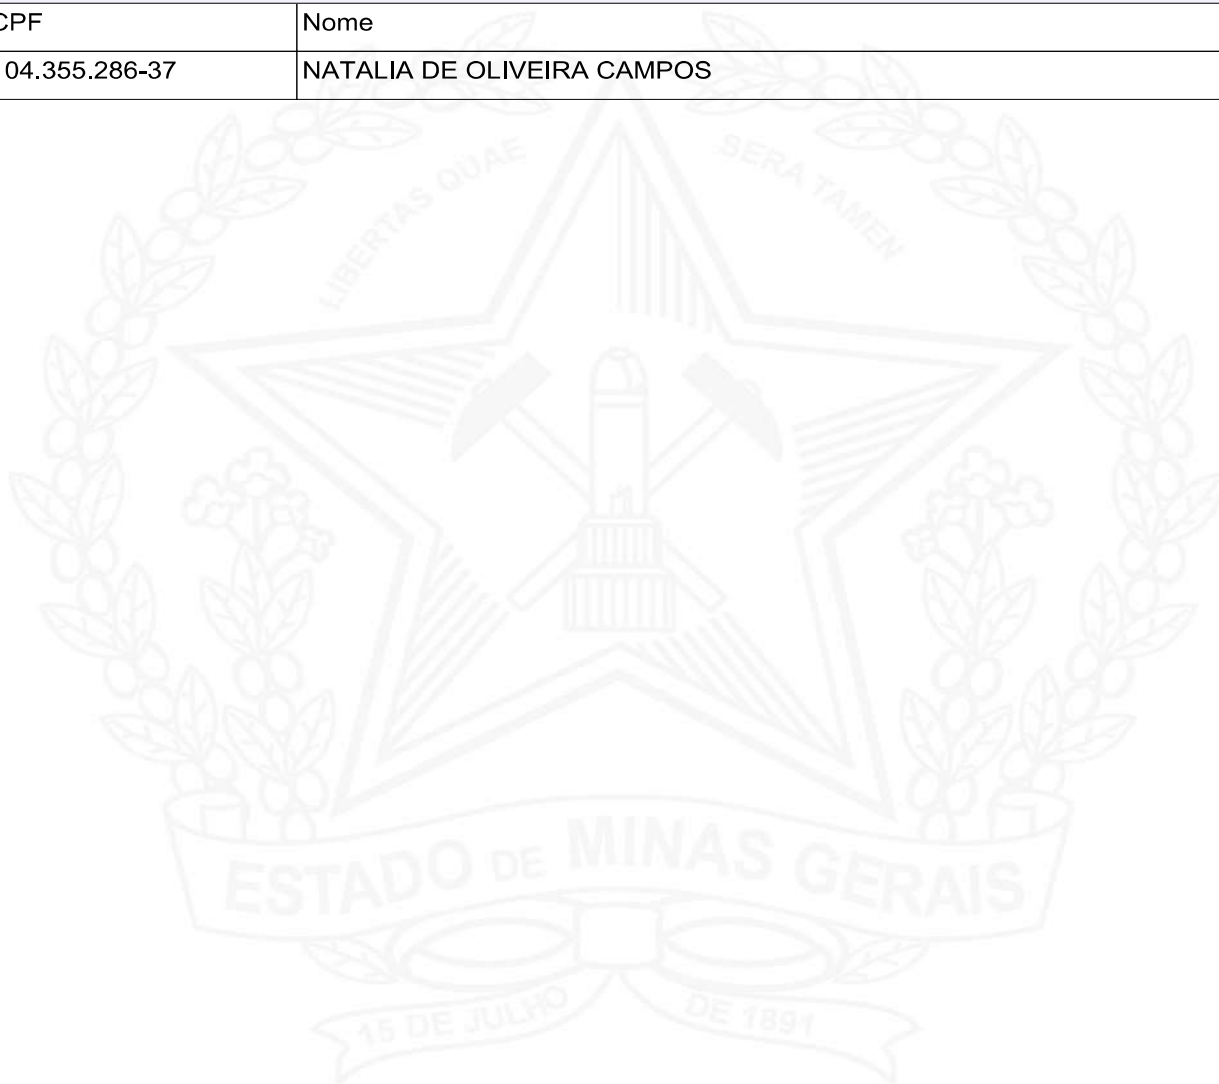 CPF Nome
04.355.286-37 NATALIA DE OLIVEIRA CAMPOS
LIBERTAS QUAE SERA TAMEN
ESTADO DE MINAS GERAIS
15 DE JULHO DE 1891